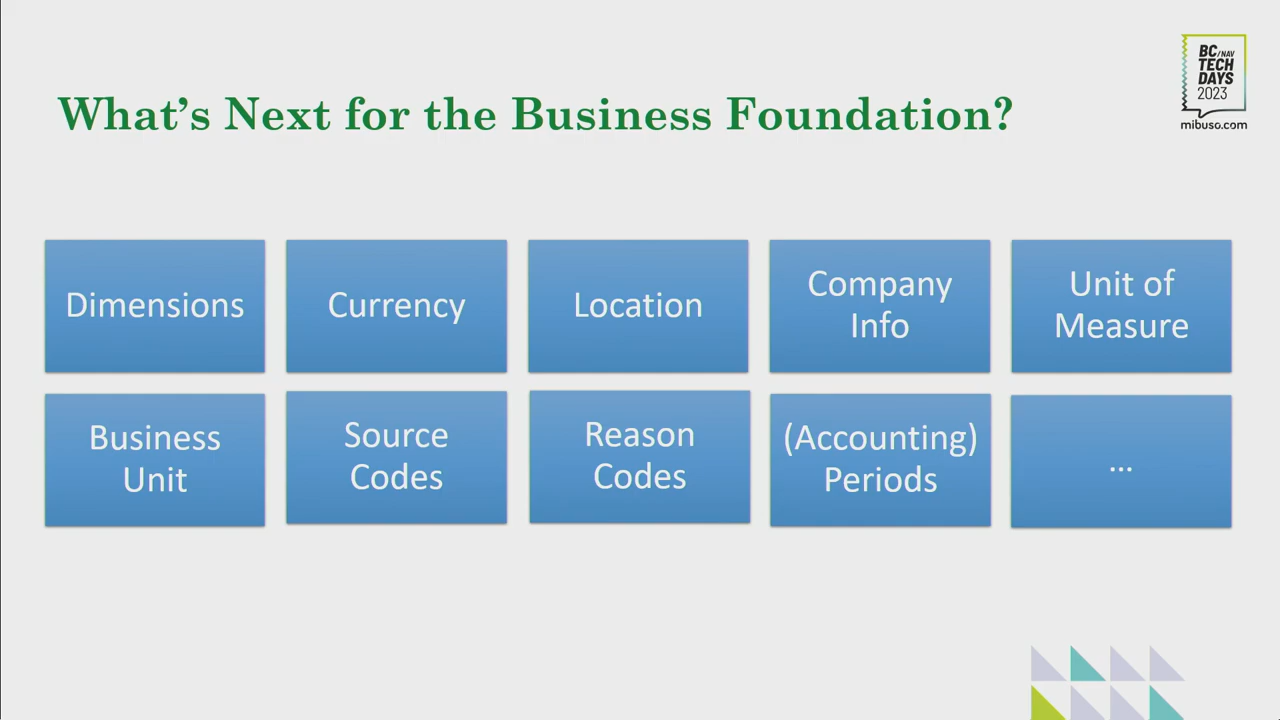 What's Next for the Business Foundation?
BC/NAV
TECH
DAYS
2023
mibuso.com
Dimensions
Currency
Location
Company
Info
Unit of
Measure
Business
Unit
Source
Codes
Reason
Codes
(Accounting)
Periods
...